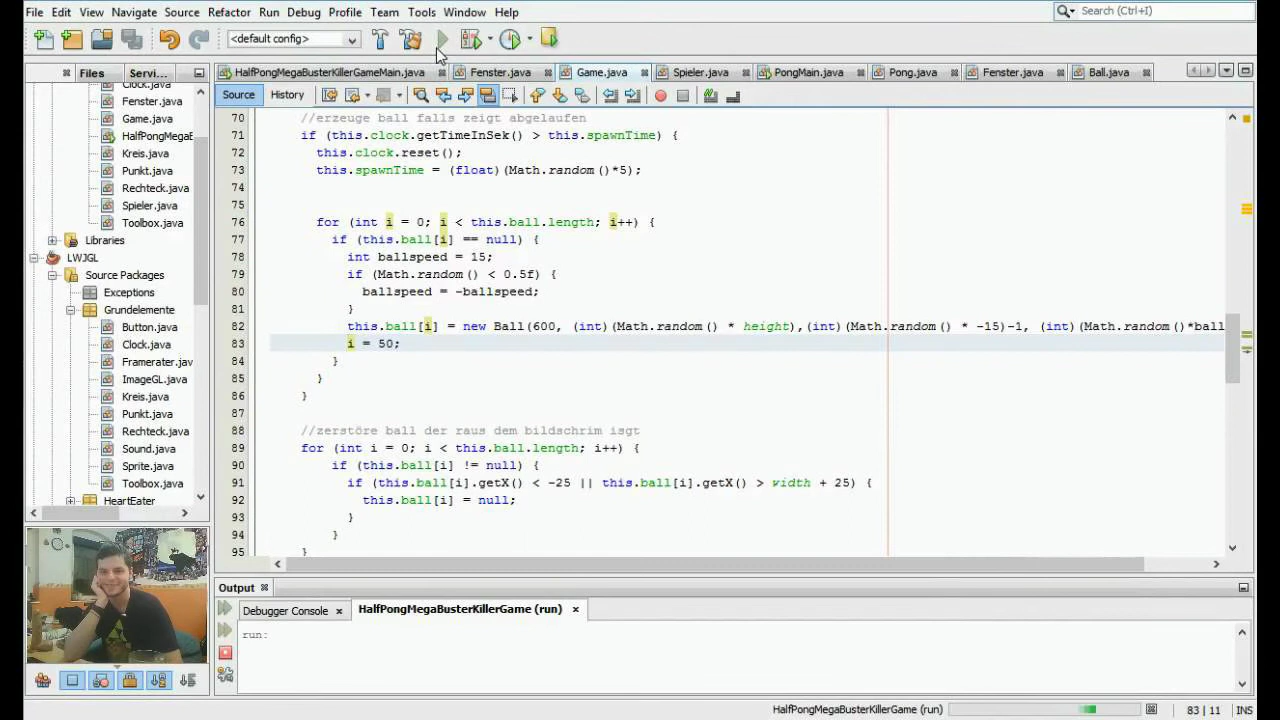 File Edit View Navigate Source Refactor Run Debug Profile Team Tools Window Help
Search (Ctrl+I)
<default config>
Files Servi...
HalfPongMegaBusterKillerGameMain.java Fenster.java Game.java Spieler.java PongMain.java Pong.java Fenster.java Ball.java
Source History
Clock.java
Fenster.java
Game.java
HalfPongMegaB
Kreis.java
Punkt.java
Rechteck.java
Spieler.java
Toolbox.java
Libraries
LWJGL
Source Packages
Exceptions
Grundelemente
Button.java
Clock.java
Framerater.jav
ImageGL.java
Kreis.java
Punkt.java
Rechteck.java
Sound.java
Sprite.java
Toolbox.java
HeartEater
70 //erzeuge ball falls zeigt abgelaufen
71 if (this.clock.getTimeInSek() > this.spawnTime) {
72 this.clock.reset();
73 this.spawnTime = (float)(Math.random()*5);
74
75
76 for (int i = 0; i < this.ball.length; i++) {
77 if (this.ball[i] == null) {
78 int ballspeed = 15;
79 if (Math.random() < 0.5f) {
80 ballspeed = -ballspeed;
81 }
82 this.ball[i] = new Ball(600, (int)(Math.random() * height),(int)(Math.random() * -15)-1, (int)(Math.random()*ball
83 i = 50;
84 }
85 }
86 }
87
88 //zerstöre ball der raus dem bildschrim isgt
89 for (int i = 0; i < this.ball.length; i++) {
90 if (this.ball[i] != null) {
91 if (this.ball[i].getX() < -25 || this.ball[i].getX() > width + 25) {
92 this.ball[i] = null;
93 }
94 }
95 }
Output
Debugger Console HalfPongMegaBusterKillerGame (run)
run:
HalfPongMegaBusterKillerGame (run) 83 | 11 INS